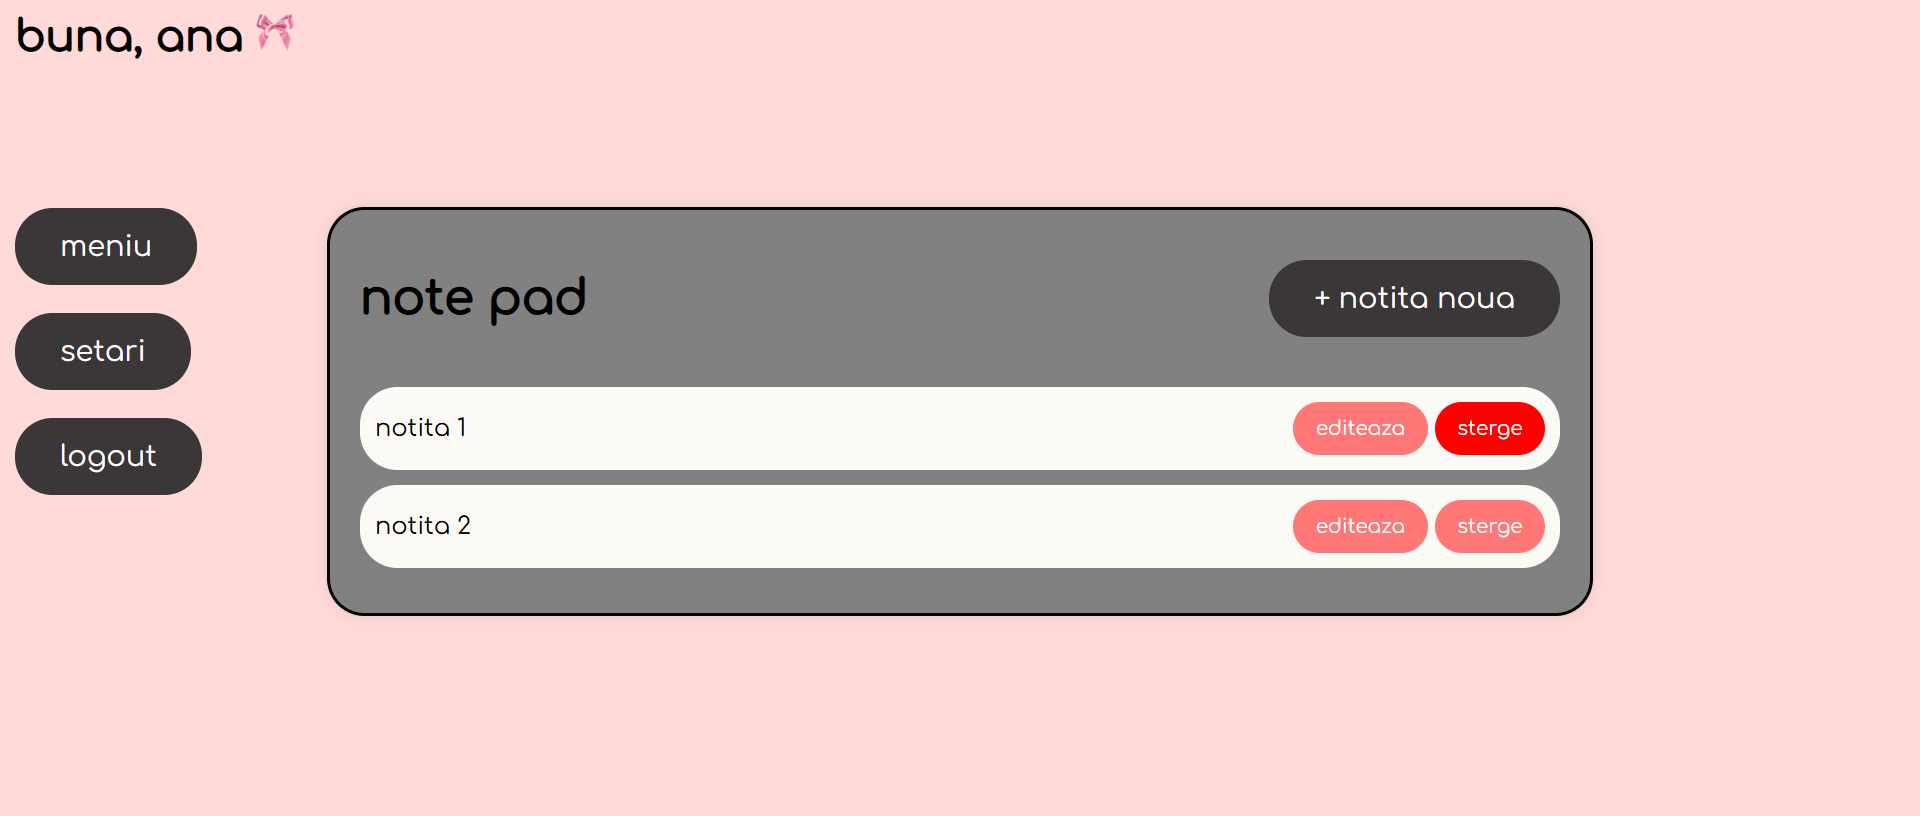 buna, ana 🎀
meniu
setari
logout
note pad
+ notita noua
notita 1
editeaza
sterge
notita 2
editeaza
sterge